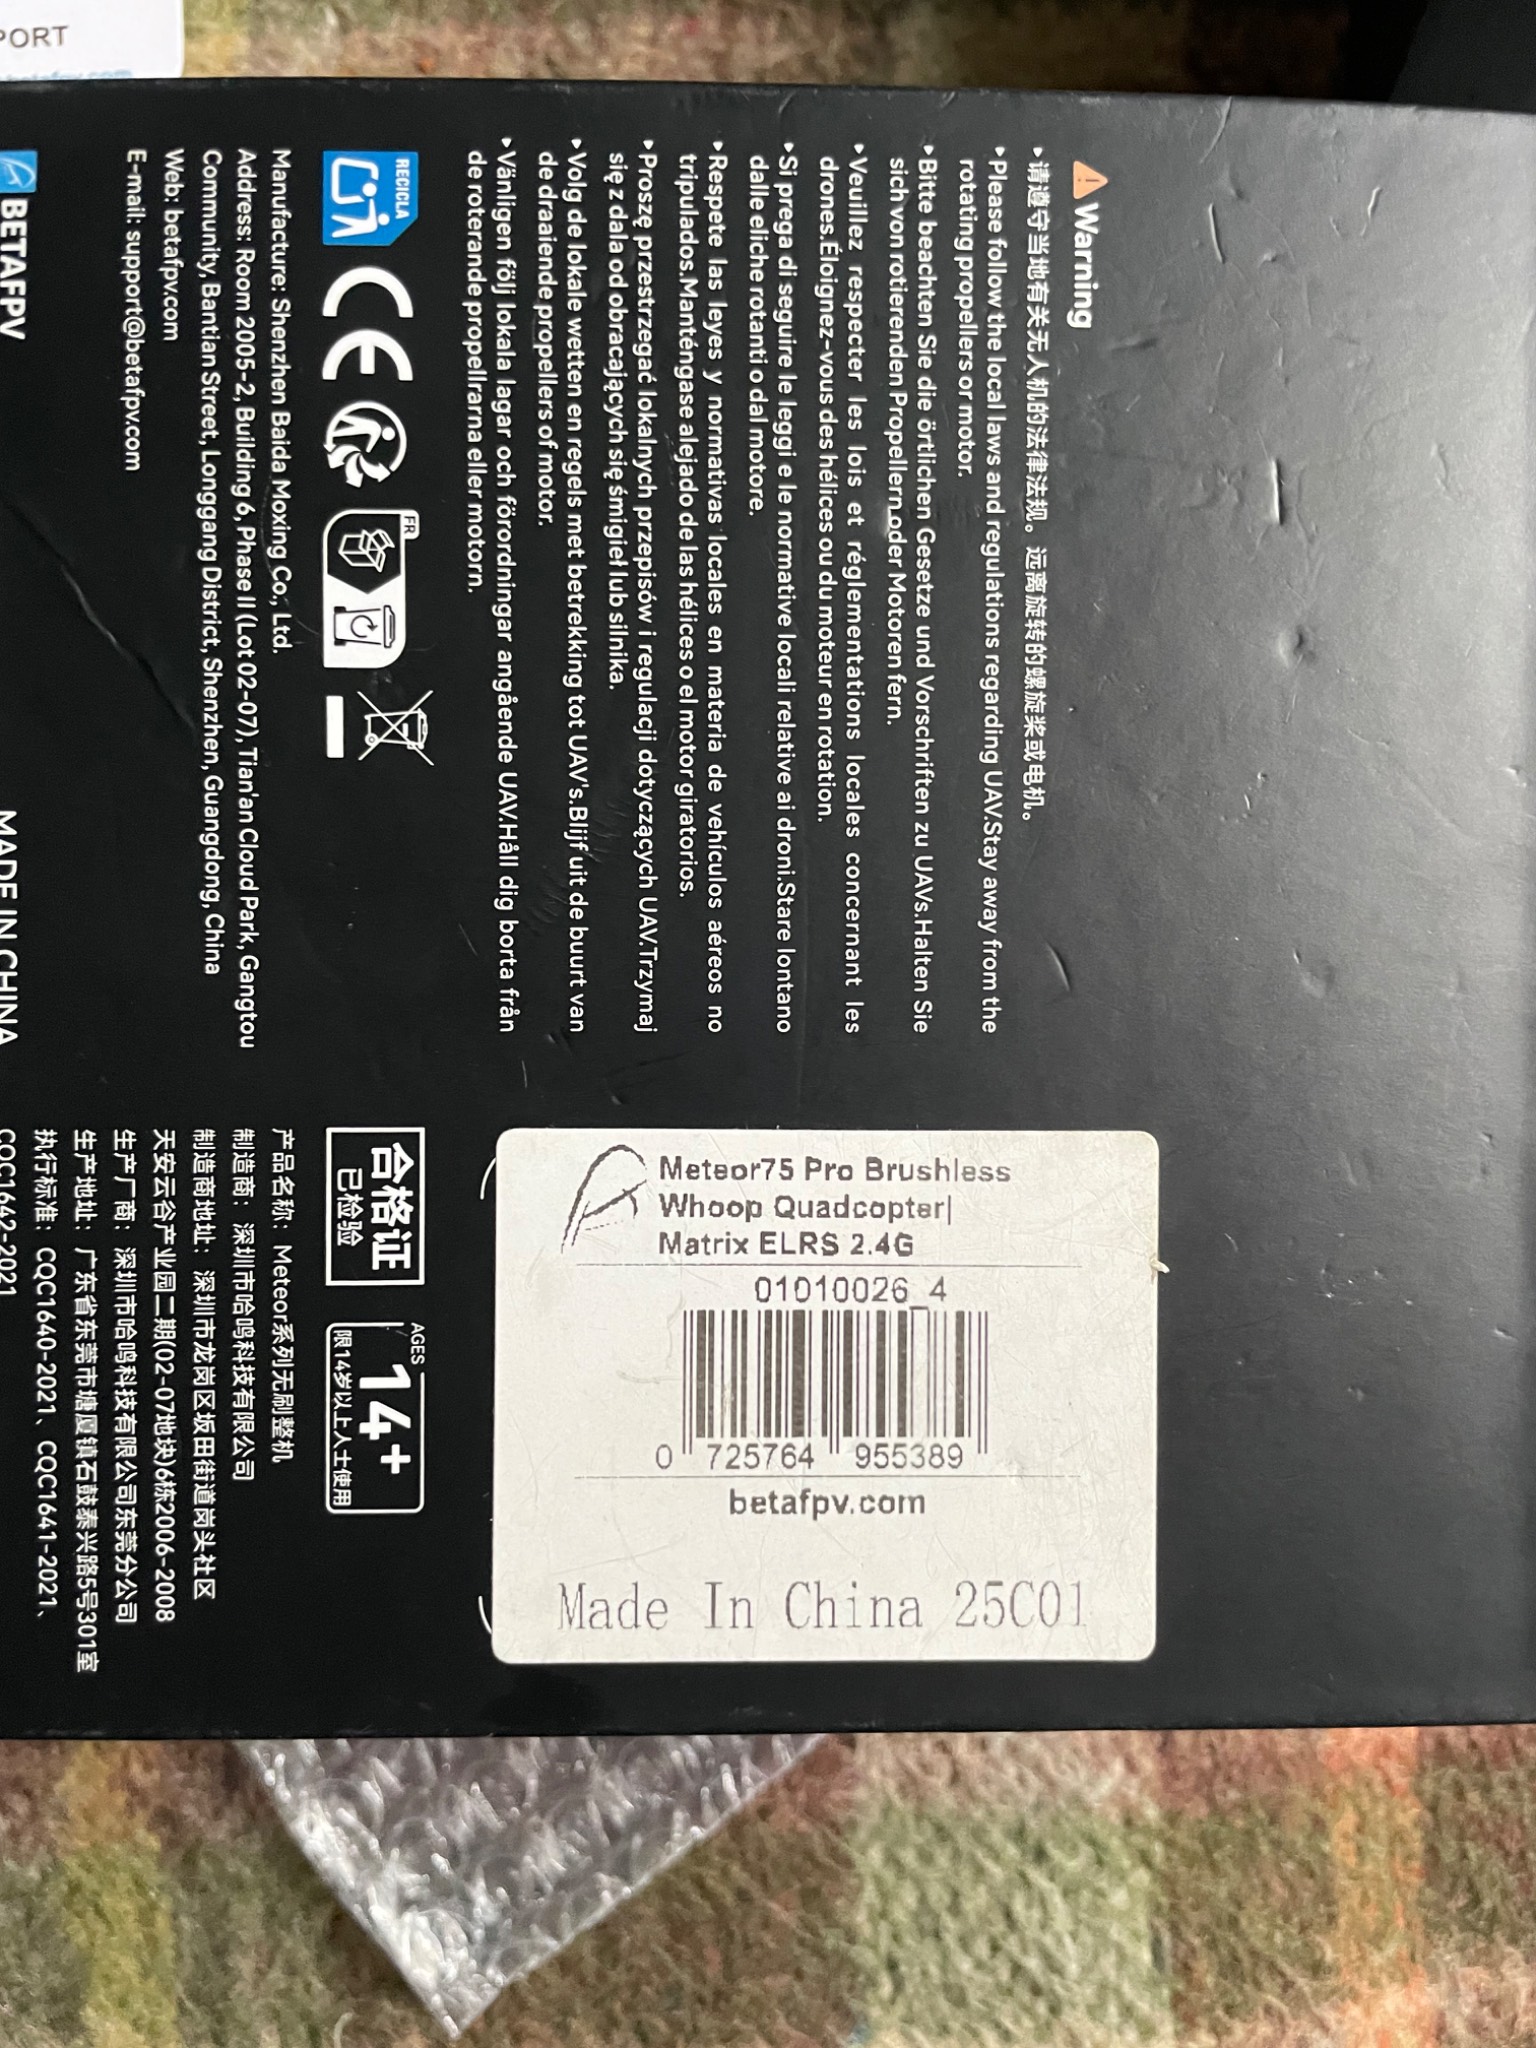 PORT
Warning
·请遵守当地有关无人机的法律法规。远离旋转的螺旋桨或电机。
·Please follow the local laws and regulations regarding UAV.Stay away from the
rotating propellers or motor.
·Bitte beachten Sie die örtlichen Gesetze und Vorschriften zu UAVs.Halten Sie
sich von rotierenden Propellern oder Motoren fern.
·Veuillez respecter les lois et réglementations locales concernant les
drones.Éloignez-vous des hélices ou du moteur en rotation.
·Si prega di seguire le leggi e le normative locali relative ai droni.Stare lontano
dalle eliche rotanti o dal motore.
·Respete las leyes y normativas locales en materia de vehículos aéreos no
tripulados.Manténgase alejado de las hélices o el motor giratorios.
·Proszę przestrzegać lokalnych przepisów i regulacji dotyczących UAV.Trzymaj
się z dala od obracających się śmigieł lub silnika.
·Volg de lokale wetten en regels met betrekking tot UAV's.Blijf uit de buurt van
de draaiende propellers of motor.
·Vänligen följ lokala lagar och förordningar angående UAV.Håll dig borta från
de roterande propellrarna eller motorn.
RECICLA
CE
FR
Manufacture: Shenzhen Baida Moxing Co., Ltd.
Address: Room 2005-2, Building 6, Phase II (Lot 02-07), Tian'an Cloud Park, Gangtou
Community, Bantian Street, Longgang District, Shenzhen, Guangdong, China
Web: betafpv.com
E-mail: support@betafpv.com
BETAFPV
MADE IN CHINA
Meteor75 Pro Brushless
Whoop Quadcopter|
Matrix ELRS 2.4G
01010026_4
0 725764 955389
betafpv.com
Made In China 25C01
合格证
已检验
AGES
14+
限14岁以上人士使用
产品名称：Meteor系列无刷整机
制造商：深圳市哈鸣科技有限公司
制造商地址：深圳市龙岗区坂田街道岗头社区
天安云谷产业园二期(02-07地块)6栋2006-2008
生产厂商：深圳市哈鸣科技有限公司东莞分公司
生产地址：广东省东莞市塘厦镇石鼓泰兴路5号301室
执行标准：CQC1640-2021、CQC1641-2021、
CQC1642-2021